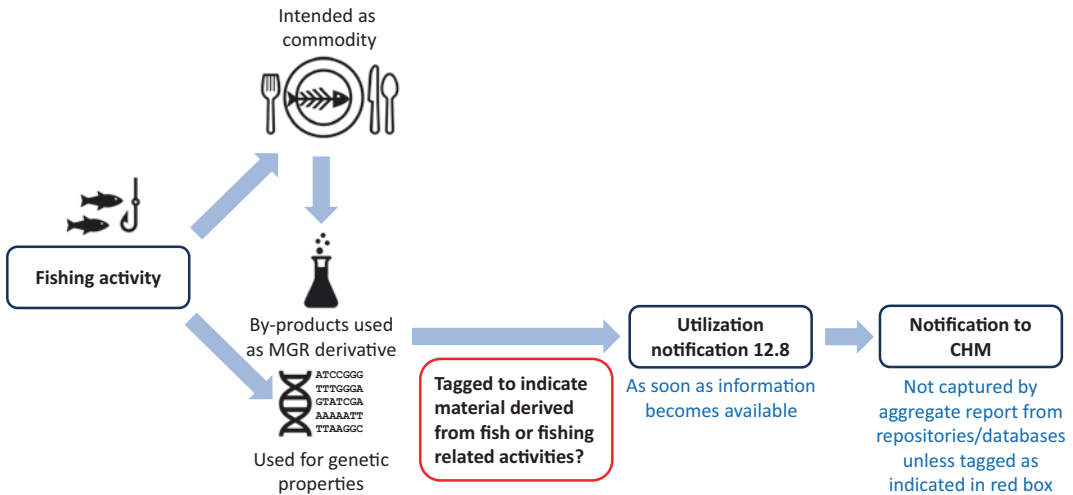 Intended as
commodity
Fishing activity
By-products used
as MGR derivative
ATCCGGG
TTTGGGA
GTATCGA
AAAAATT
TTAAGGC
Used for genetic
properties
Tagged to indicate
material derived
from fish or fishing
related activities?
Utilization
notification 12.8
As soon as information
becomes available
Notification to
CHM
Not captured by
aggregate report from
repositories/databases
unless tagged as
indicated in red box